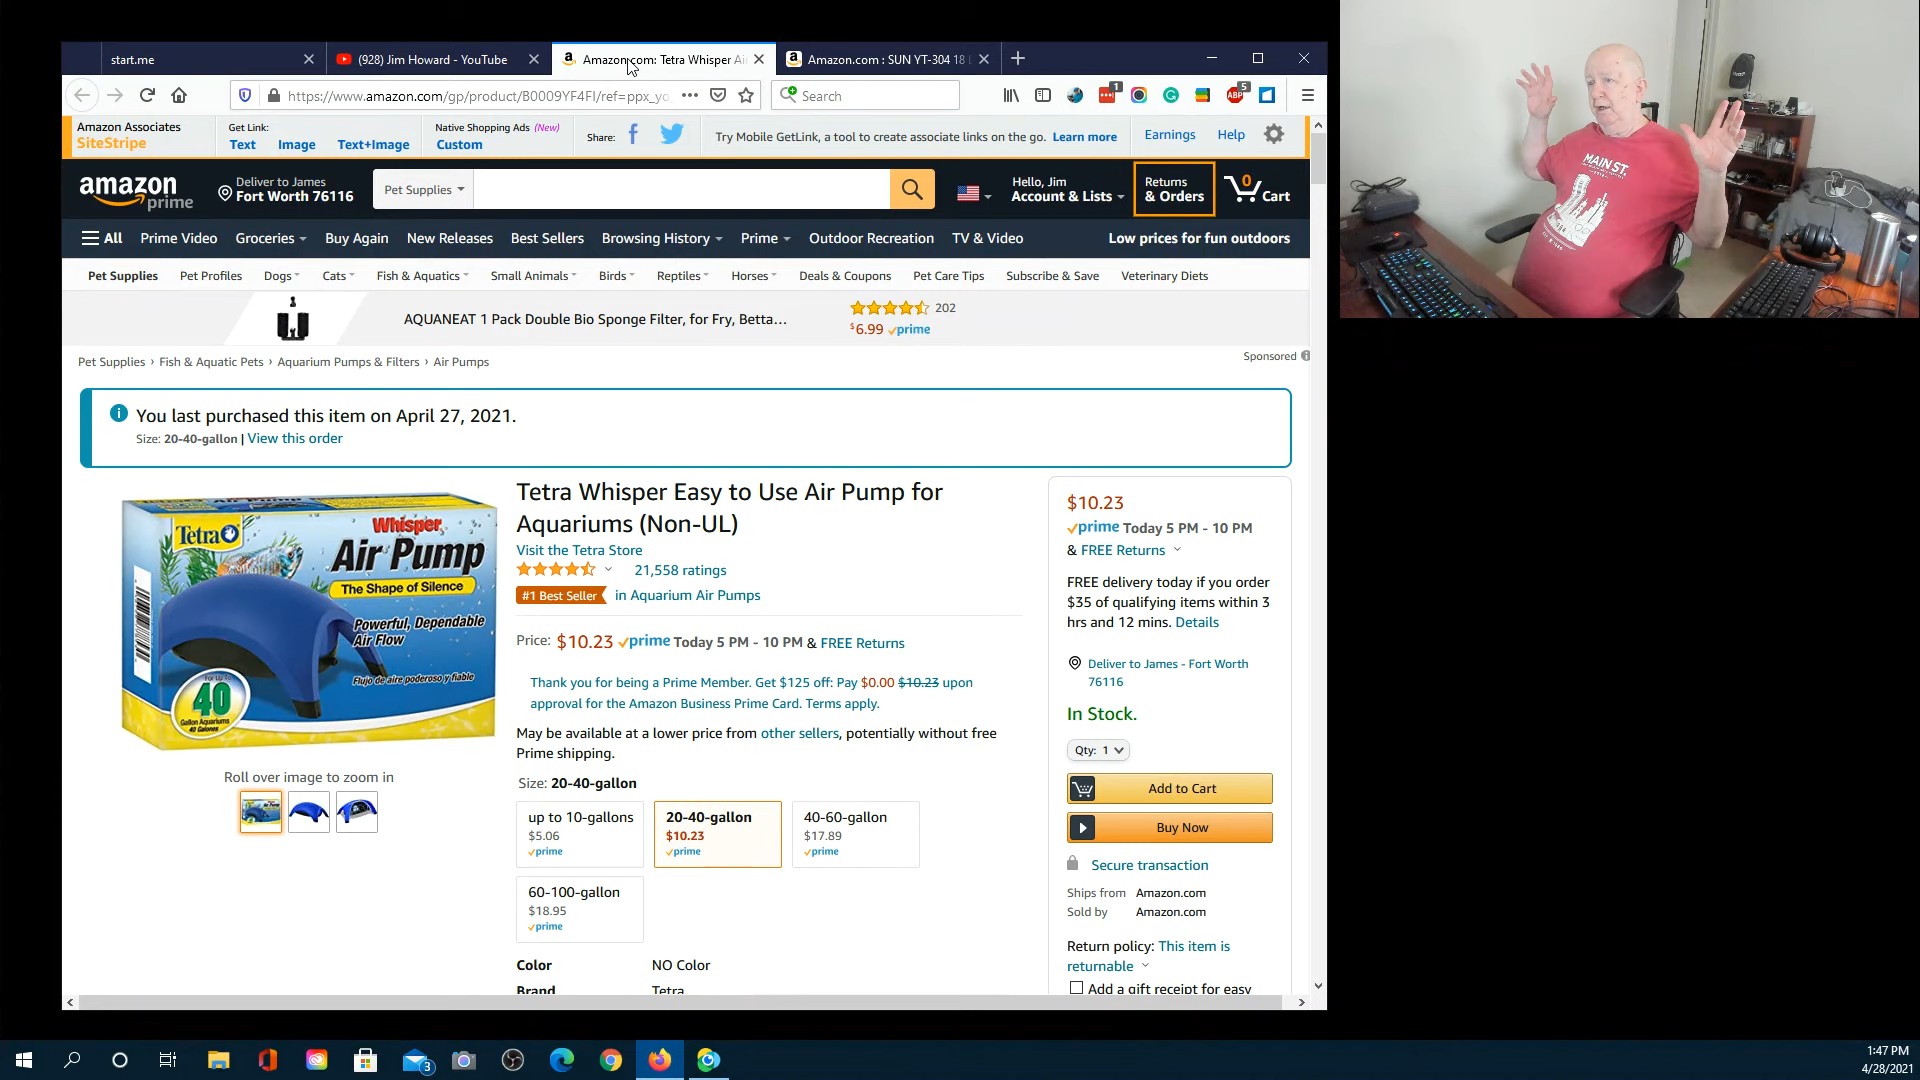 start.me
(928) Jim Howard - YouTube
Amazon.com: Tetra Whisper Ai
Amazon.com : SUN YT-304 18 L
https://www.amazon.com/gp/product/B0009YF4FI/ref=ppx_yo
Search
1
5
Amazon Associates
SiteStripe
Get Link:
Text Image Text+Image
Native Shopping Ads (New)
Custom
Share:
Try Mobile GetLink, a tool to create associate links on the go. Learn more
Earnings Help
amazon
prime
Deliver to James
Fort Worth 76116
Pet Supplies
Hello, Jim
Account & Lists
Returns
& Orders
0
Cart
All Prime Video Groceries Buy Again New Releases Best Sellers Browsing History Prime Outdoor Recreation TV & Video Low prices for fun outdoors
Pet Supplies Pet Profiles Dogs Cats Fish & Aquatics Small Animals Birds Reptiles Horses Deals & Coupons Pet Care Tips Subscribe & Save Veterinary Diets
AQUANEAT 1 Pack Double Bio Sponge Filter, for Fry, Betta...
202
$6.99 prime
Sponsored
Pet Supplies › Fish & Aquatic Pets › Aquarium Pumps & Filters › Air Pumps
You last purchased this item on April 27, 2021.
Size: 20-40-gallon | View this order
Tetra
Whisper
Air Pump
The Shape of Silence
Powerful, Dependable
Air Flow
Flujo de aire poderoso y fiable
For Up To
40
Gallon Aquariums
40 Galones
Roll over image to zoom in
Tetra Whisper Easy to Use Air Pump for
Aquariums (Non-UL)
Visit the Tetra Store
21,558 ratings
#1 Best Seller in Aquarium Air Pumps
Price: $10.23 prime Today 5 PM - 10 PM & FREE Returns
Thank you for being a Prime Member. Get $125 off: Pay $0.00 $10.23 upon
approval for the Amazon Business Prime Card. Terms apply.
May be available at a lower price from other sellers, potentially without free
Prime shipping.
Size: 20-40-gallon
up to 10-gallons
$5.06
prime
20-40-gallon
$10.23
prime
40-60-gallon
$17.89
prime
60-100-gallon
$18.95
prime
Color NO Color
Brand Tetra
$10.23
prime Today 5 PM - 10 PM
& FREE Returns
FREE delivery today if you order
$35 of qualifying items within 3
hrs and 12 mins. Details
Deliver to James - Fort Worth
76116
In Stock.
Qty: 1
Add to Cart
Buy Now
Secure transaction
Ships from Amazon.com
Sold by Amazon.com
Return policy: This item is
returnable
Add a gift receipt for easy
MAIN ST.
3
1:47 PM
4/28/2021